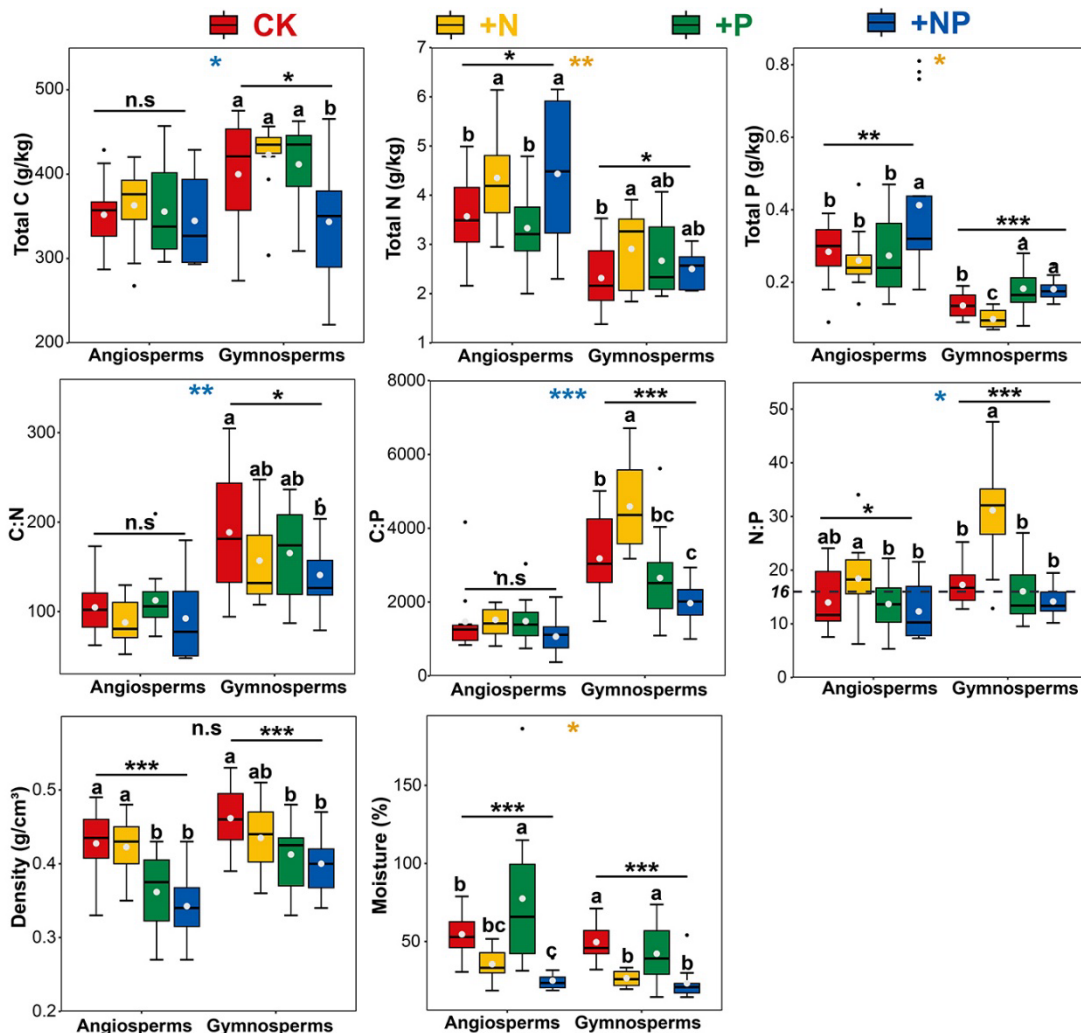 CK +N +P +NP
Total C (g/kg)
500
400
300
200
*
n.s
*
a a a b
Angiosperms Gymnosperms
Total N (g/kg)
7
6
5
4
3
2
1
* **
b a b a
*
b a ab ab
Angiosperms Gymnosperms
Total P (g/kg)
0.8
0.6
0.4
0.2
*
**
b b b a
***
b c a a
Angiosperms Gymnosperms
C:N
300
200
100
**
n.s
*
a ab ab b
Angiosperms Gymnosperms
C:P
8000
6000
4000
2000
0
***
n.s
***
b a bc c
Angiosperms Gymnosperms
N:P
50
40
30
20
16
10
0
*
*
ab a b b
***
b a b b
Angiosperms Gymnosperms
Density (g/cm³)
0.5
0.4
0.3
0.2
n.s
***
a a b b
***
a ab b b
Angiosperms Gymnosperms
Moisture (%)
150
100
50
*
***
b bc a c
***
a b a b
Angiosperms Gymnosperms